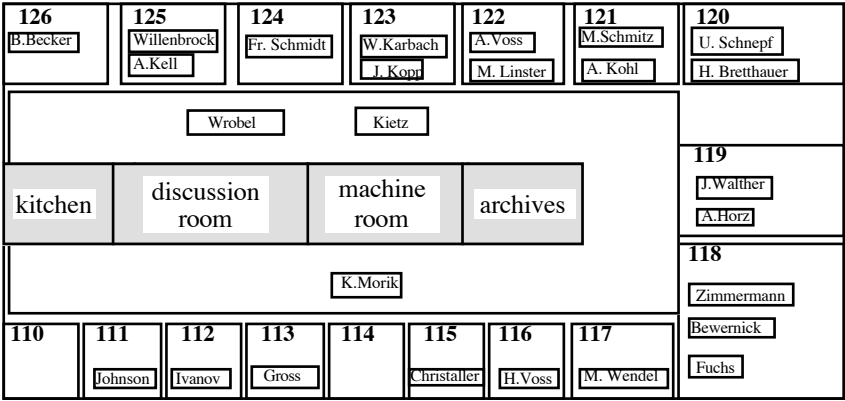 126
B.Becker
125
Willenbrock
A.Kell
124
Fr. Schmidt
123
W.Karbach
J. Kopp
122
A.Voss
M. Linster
121
M.Schmitz
A. Kohl
120
U. Schnepf
H. Bretthauer
Wrobel
Kietz
119
J.Walther
A.Horz
kitchen
discussion
room
machine
room
archives
K.Morik
118
Zimmermann
Bewernick
Fuchs
110
111
Johnson
112
Ivanov
113
Gross
114
115
Christaller
116
H.Voss
117
M. Wendel